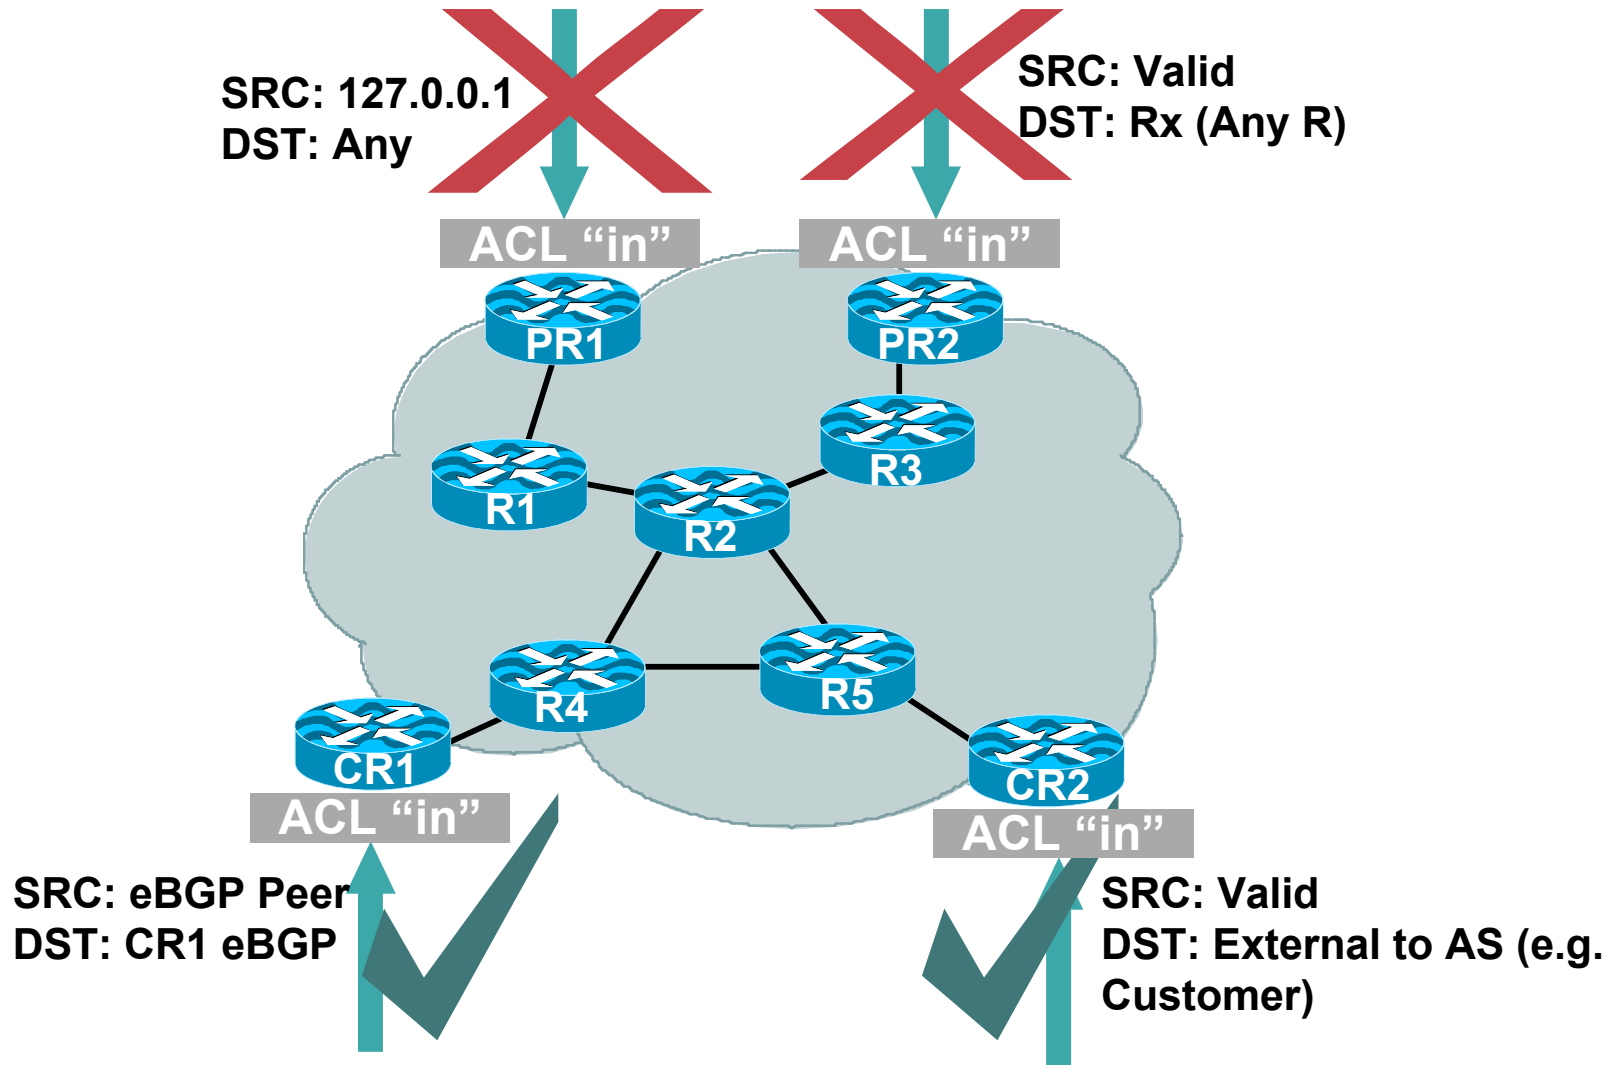 SRC: 127.0.0.1
DST: Any
SRC: Valid
DST: Rx (Any R)
ACL “in”
ACL “in”
PR1
PR2
R3
R1
R2
R4
R5
CR1
CR2
ACL “in”
ACL “in”
SRC: eBGP Peer
DST: CR1 eBGP
SRC: Valid
DST: External to AS (e.g.
Customer)